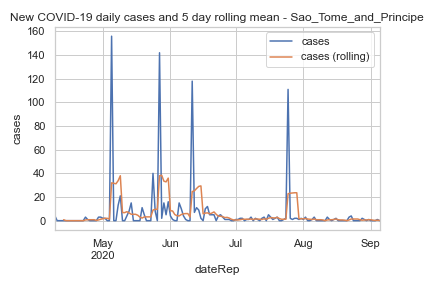 New COVID-19 daily cases and 5 day rolling mean - Sao_Tome_and_Principe
160
140
120
100
80
60
40
20
0
cases
cases
cases (rolling)
May
2020
Jun
Jul
Aug
Sep
dateRep